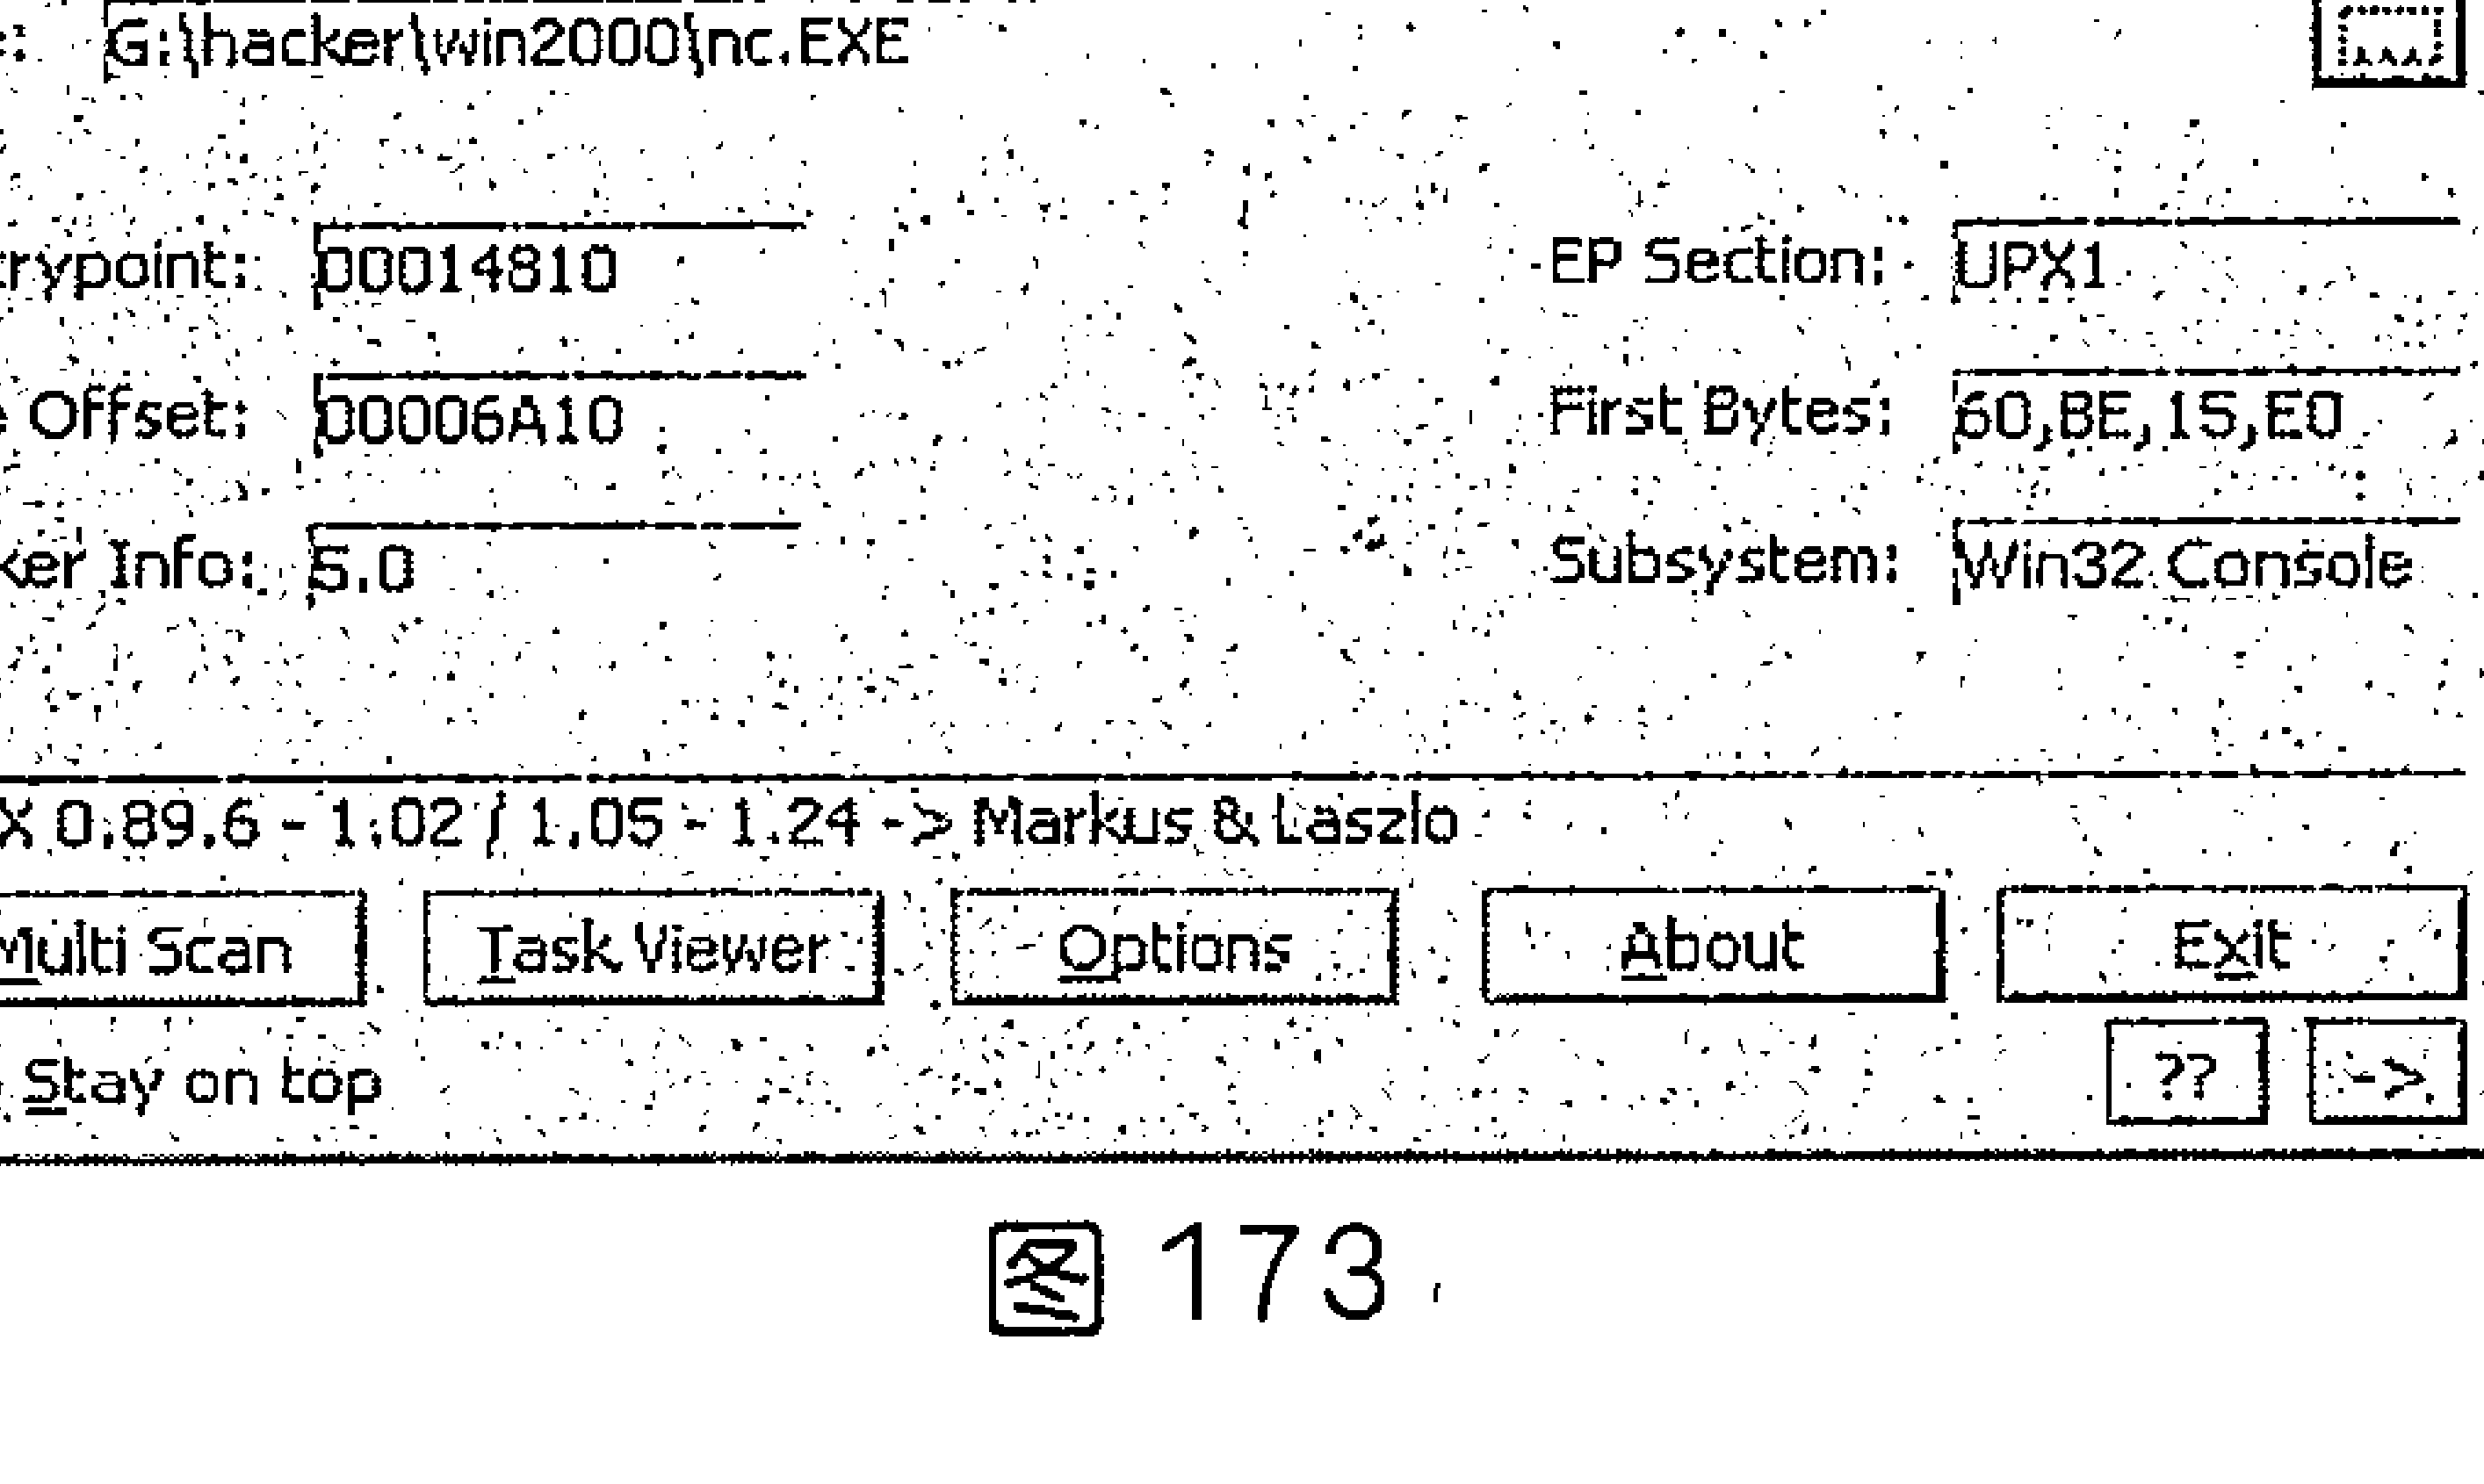 G:\hacker\win2000\nc.EXE
00014810 EP Section: UPX1
Offset: 00006A10 First Bytes: 60,BE,15,E0
Info: 5.0 Subsystem: Win32 Console
0.89.6 - 1.02 / 1.05 - 1.24 -> Markus & Laszlo
Multi Scan Task Viewer Options About Exit
Stay on top ?? ->
图 173